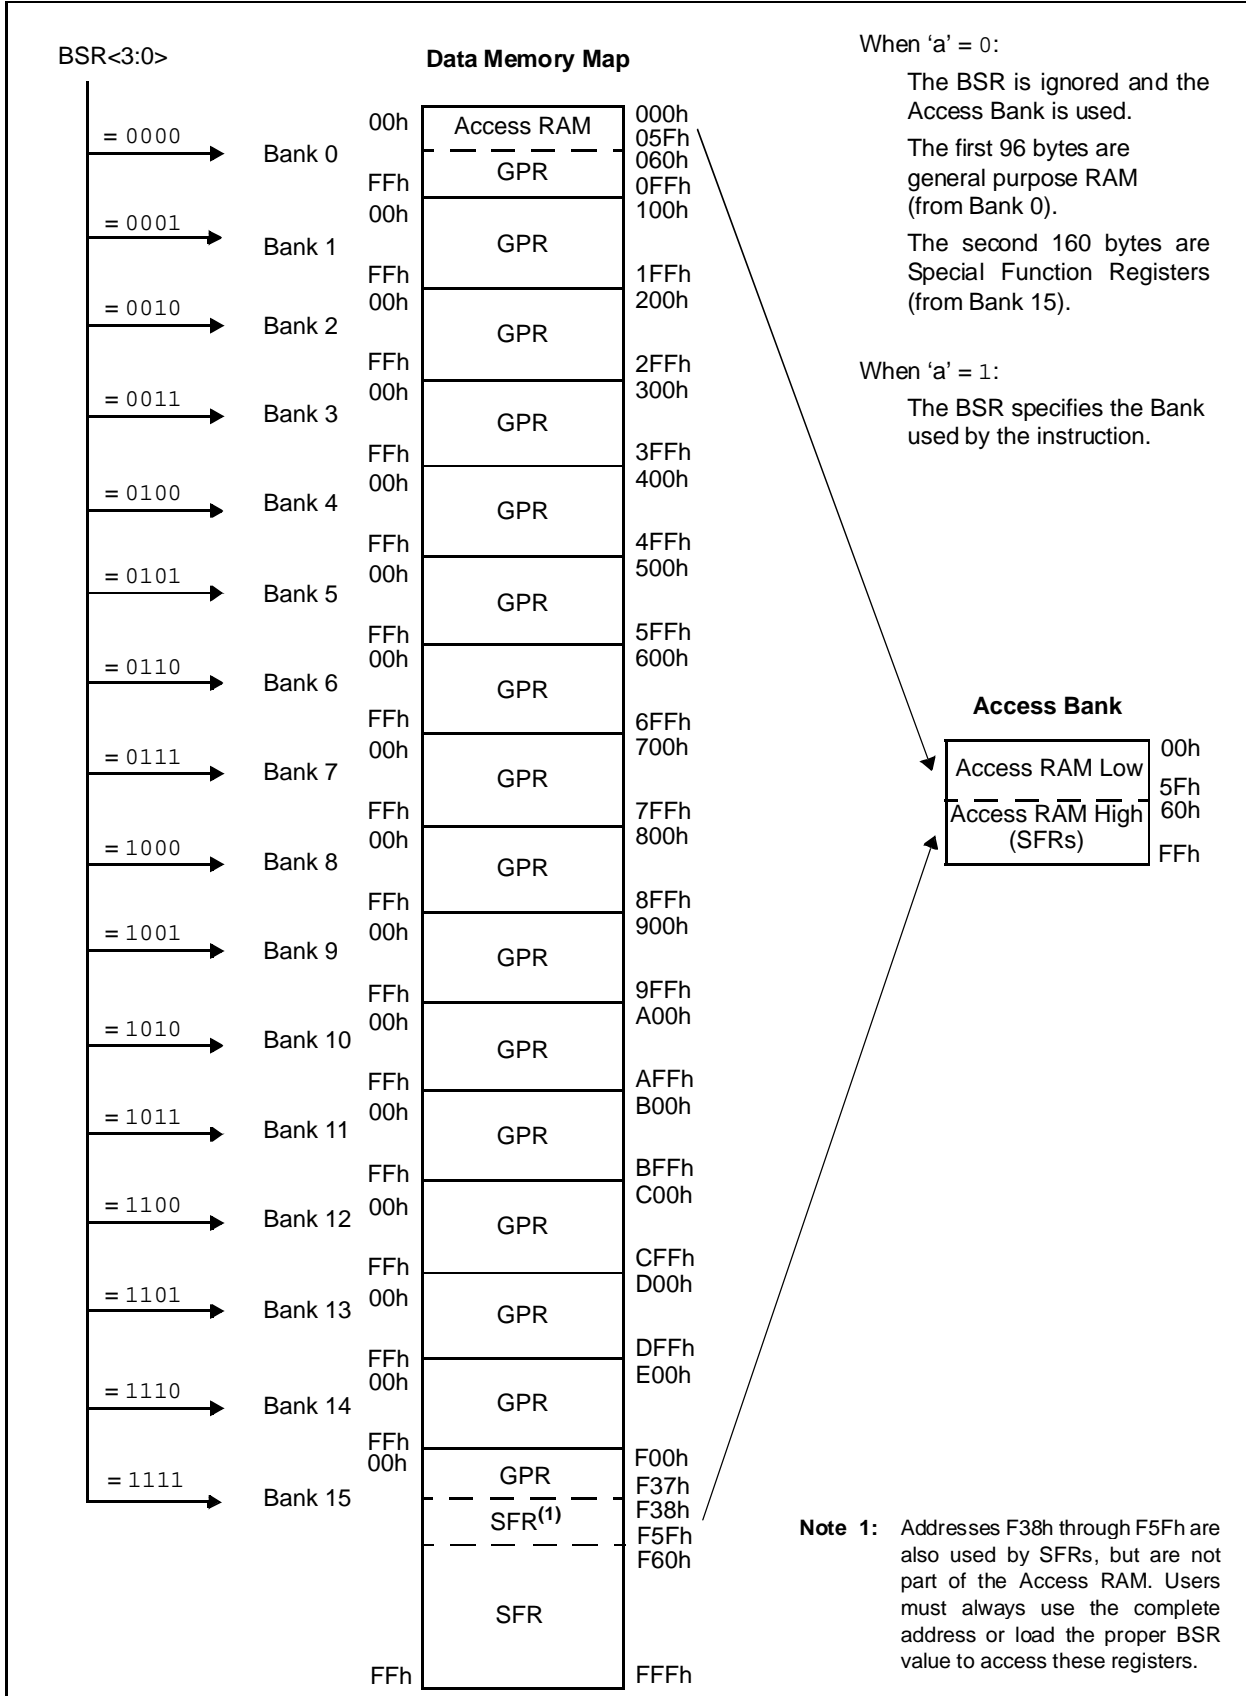 BSR<3:0>
Data Memory Map
When ‘a’ = 0:
The BSR is ignored and the
Access Bank is used.
The first 96 bytes are
general purpose RAM
(from Bank 0).
The second 160 bytes are
Special Function Registers
(from Bank 15).
When ‘a’ = 1:
The BSR specifies the Bank
used by the instruction.
= 0000
Bank 0
00h
Access RAM
000h
05Fh
060h
GPR
FFh
0FFh
= 0001
Bank 1
00h
GPR
100h
FFh
1FFh
= 0010
Bank 2
00h
GPR
200h
FFh
2FFh
= 0011
Bank 3
00h
GPR
300h
FFh
3FFh
= 0100
Bank 4
00h
GPR
400h
FFh
4FFh
= 0101
Bank 5
00h
GPR
500h
FFh
5FFh
= 0110
Bank 6
00h
GPR
600h
FFh
6FFh
= 0111
Bank 7
00h
GPR
700h
FFh
7FFh
= 1000
Bank 8
00h
GPR
800h
FFh
8FFh
= 1001
Bank 9
00h
GPR
900h
FFh
9FFh
= 1010
Bank 10
00h
GPR
A00h
FFh
AFFh
= 1011
Bank 11
00h
GPR
B00h
FFh
BFFh
= 1100
Bank 12
00h
GPR
C00h
FFh
CFFh
= 1101
Bank 13
00h
GPR
D00h
FFh
DFFh
= 1110
Bank 14
00h
GPR
E00h
FFh
= 1111
Bank 15
00h
GPR
F00h
F37h
SFR(1)
F38h
F5Fh
F60h
SFR
FFh
FFFh
Access Bank
Access RAM Low
00h
5Fh
Access RAM High
(SFRs)
60h
FFh
Note 1: Addresses F38h through F5Fh are
also used by SFRs, but are not
part of the Access RAM. Users
must always use the complete
address or load the proper BSR
value to access these registers.